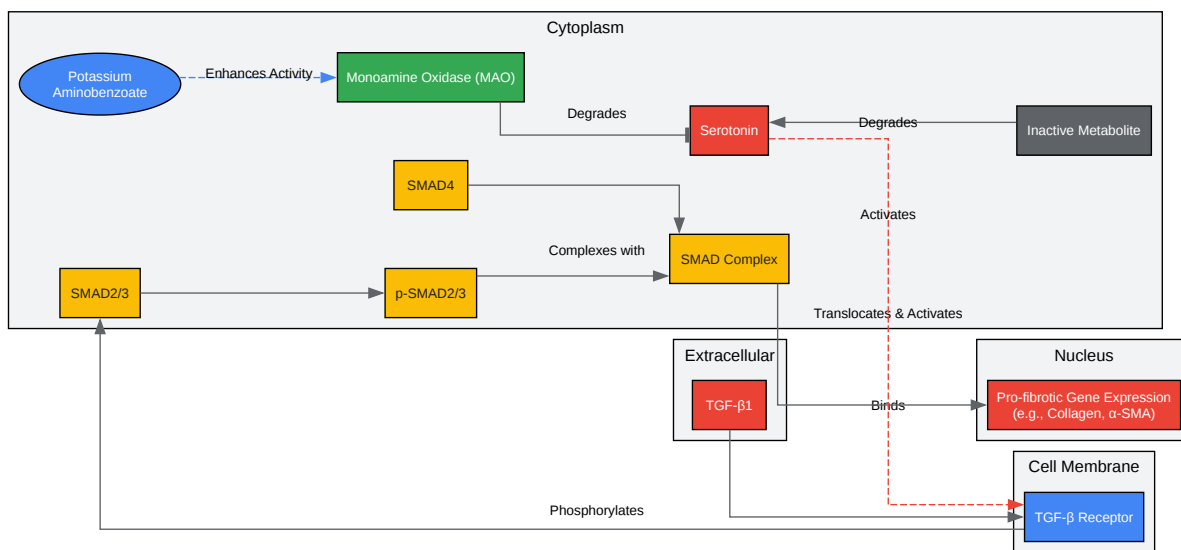 Cytoplasm
Potassium
Aminobenzoate
Enhances Activity
Monoamine Oxidase (MAO)
Degrades
Serotonin
Degrades
Inactive Metabolite
SMAD4
Activates
Complexes with
SMAD Complex
SMAD2/3
p-SMAD2/3
Translocates & Activates
Extracellular
Nucleus
TGF-β1
Binds
Pro-fibrotic Gene Expression
(e.g., Collagen, α-SMA)
Cell Membrane
Phosphorylates
TGF-β Receptor